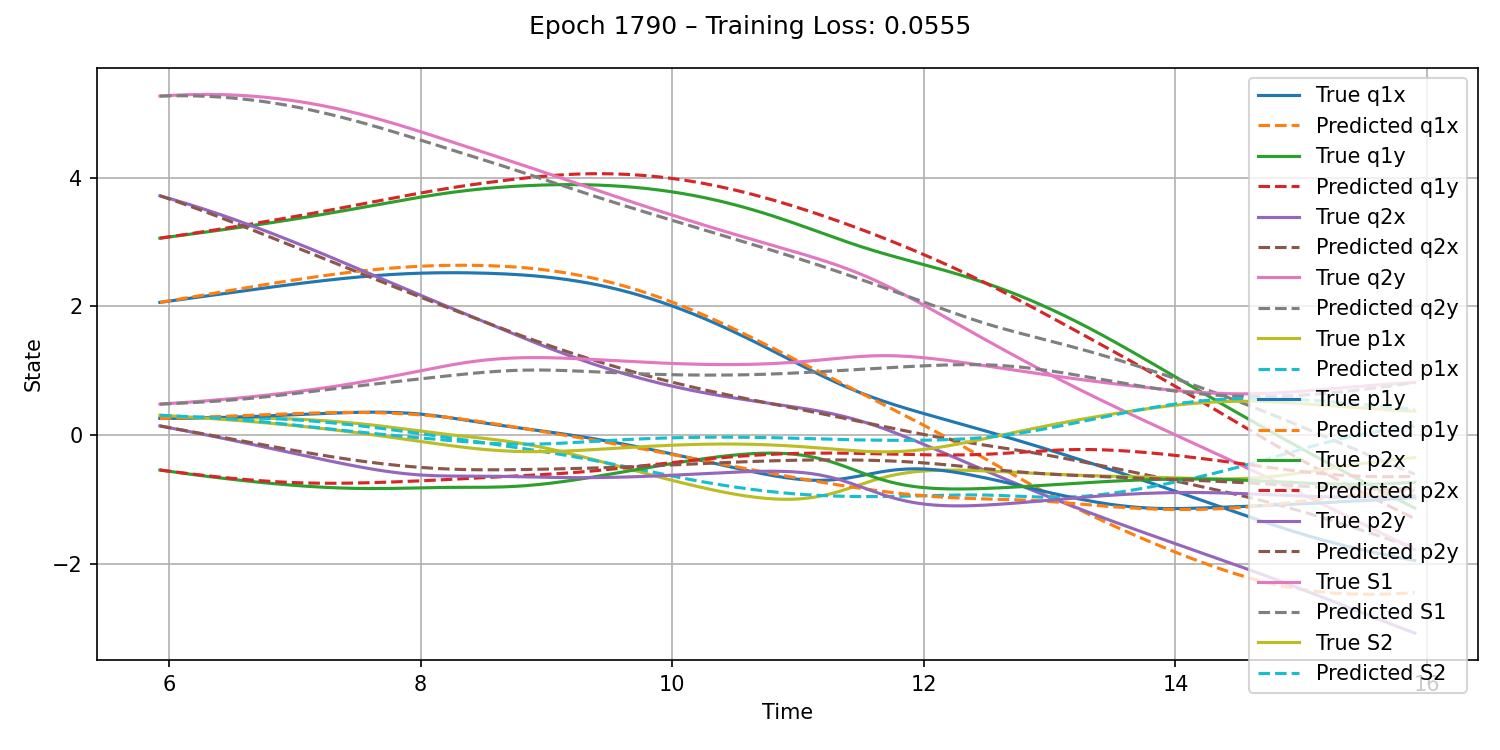 Epoch 1790 – Training Loss: 0.0555
State
4
2
0
−2
6
8
10
12
14
16
Time
True q1x
Predicted q1x
True q1y
Predicted q1y
True q2x
Predicted q2x
True q2y
Predicted q2y
True p1x
Predicted p1x
True p1y
Predicted p1y
True p2x
Predicted p2x
True p2y
Predicted p2y
True S1
Predicted S1
True S2
Predicted S2